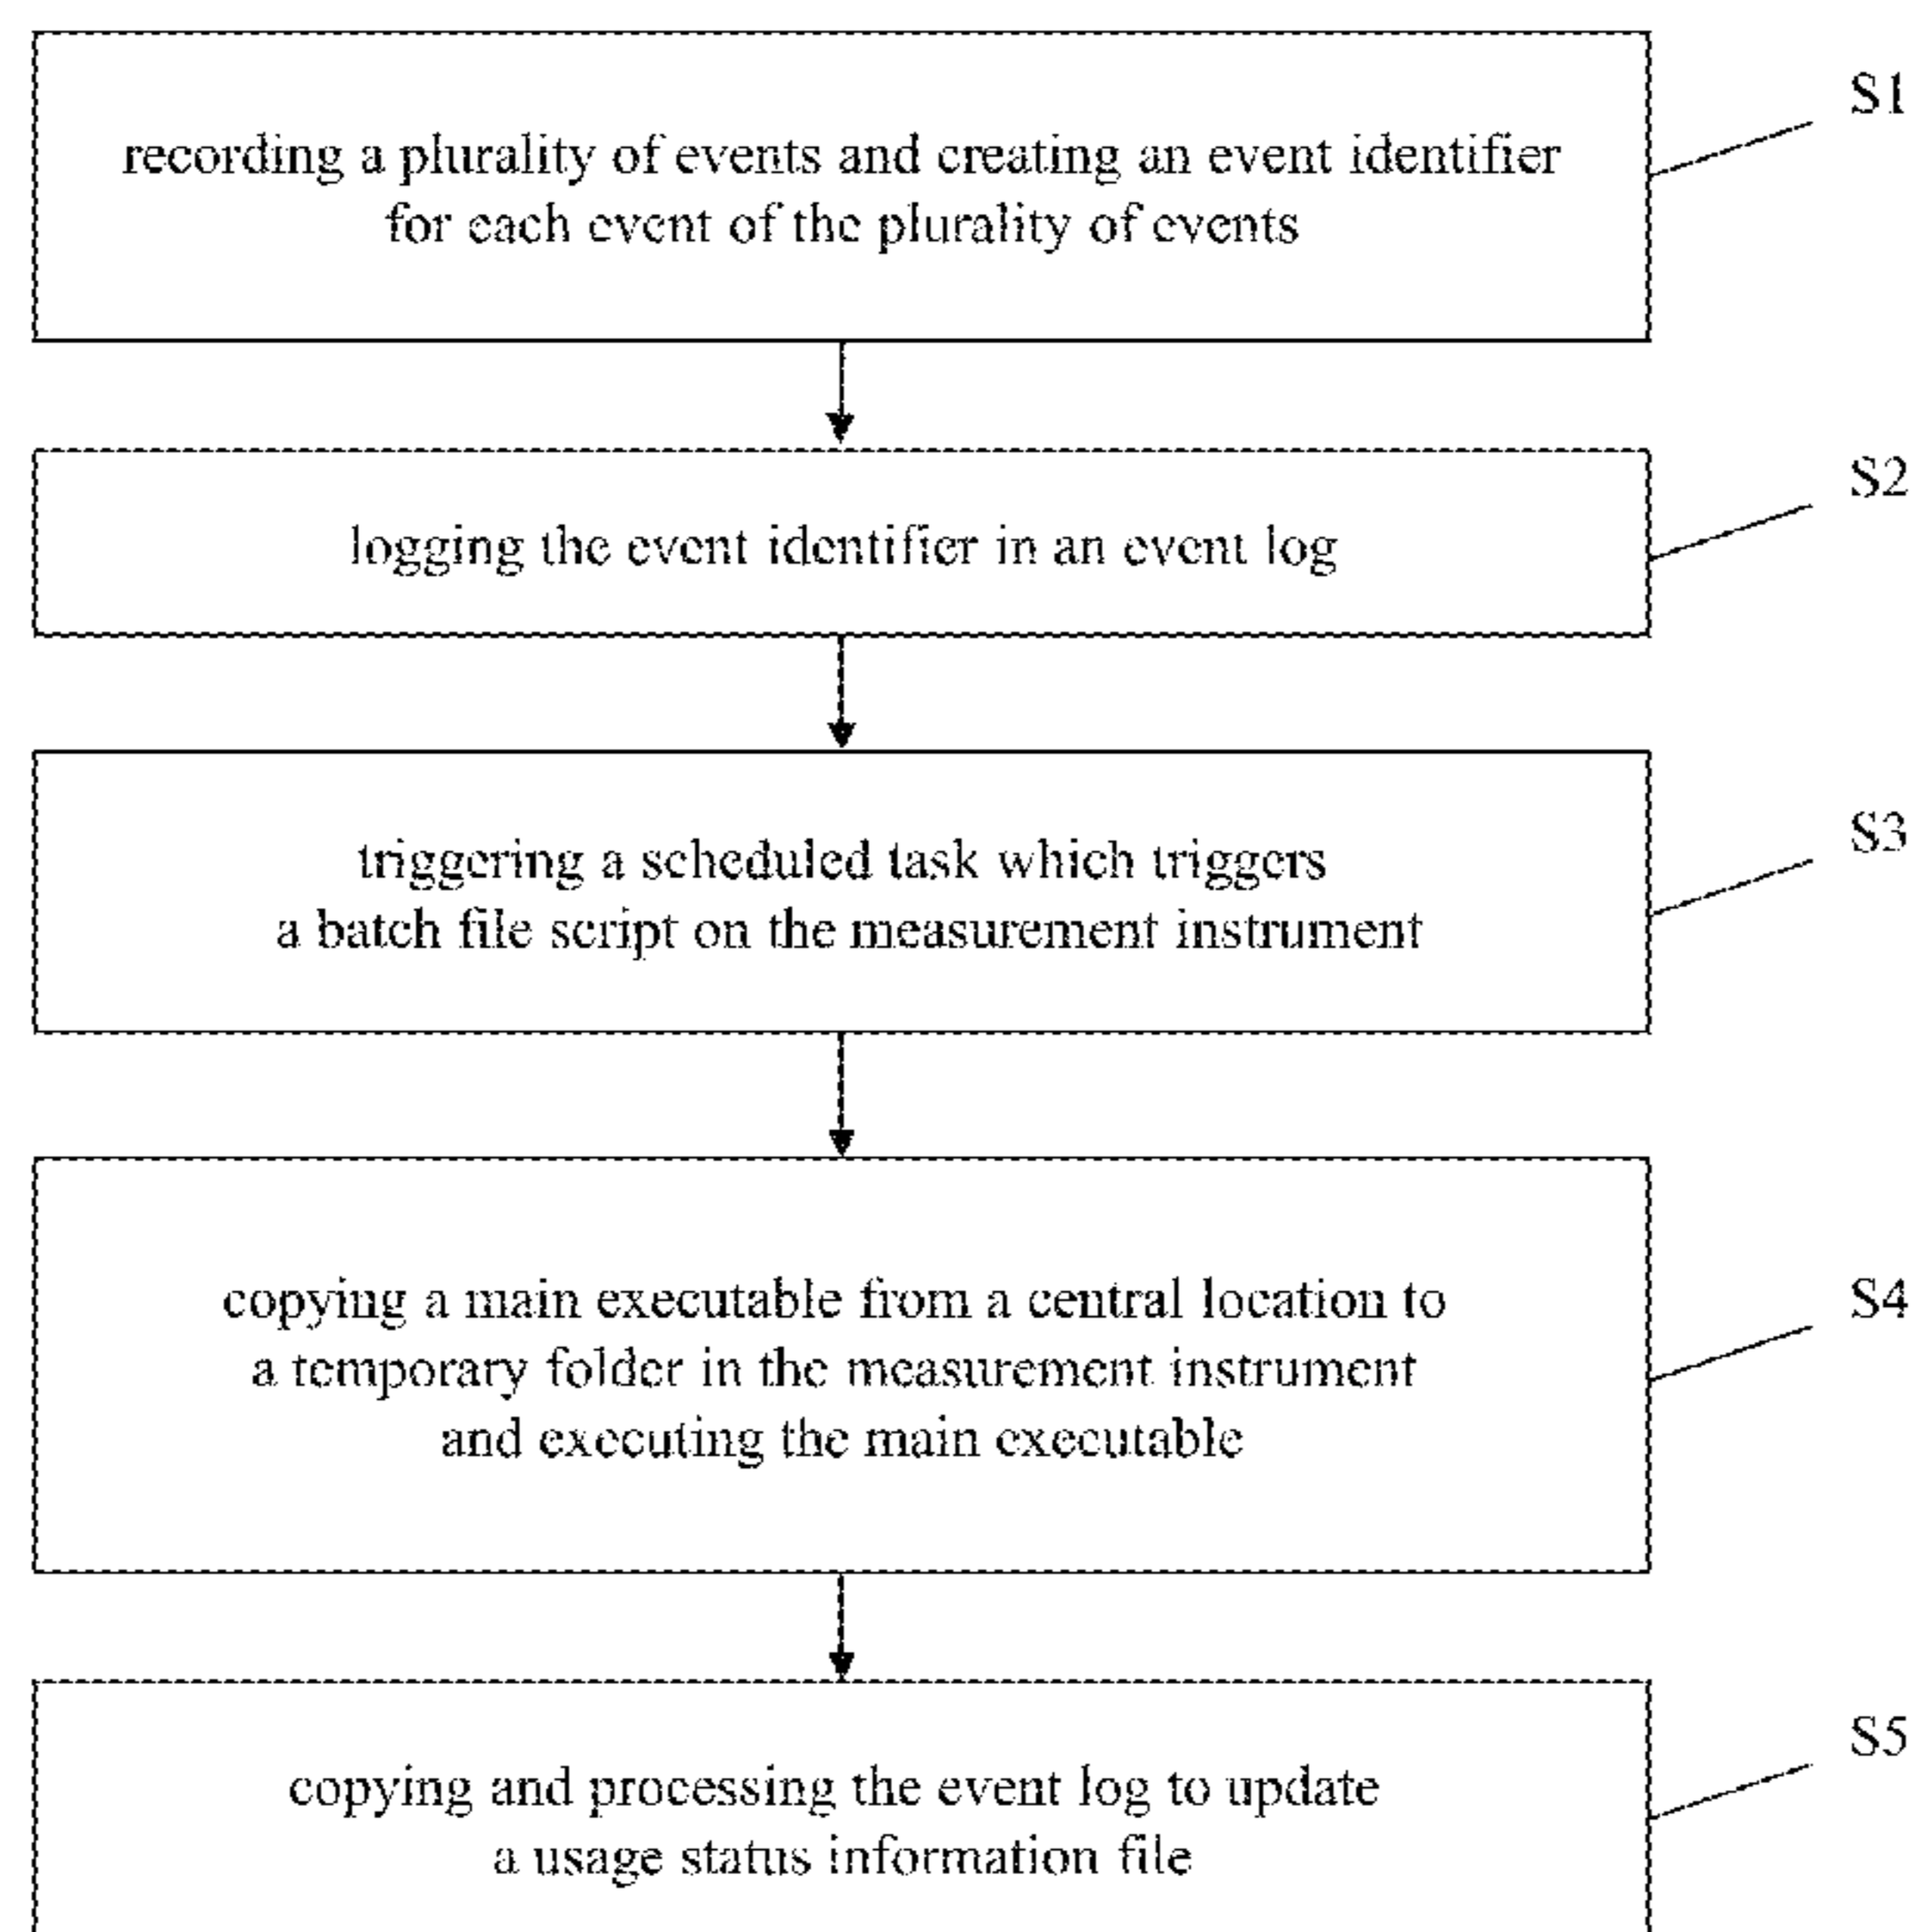 S1
recording a plurality of events and creating an event identifier
for each event of the plurality of events
S2
logging the event identifier in an event log
S3
triggering a scheduled task which triggers
a batch file script on the measurement instrument
S4
copying a main executable from a central location to
a temporary folder in the measurement instrument
and executing the main executable
S5
copying and processing the event log to update
a usage status information file